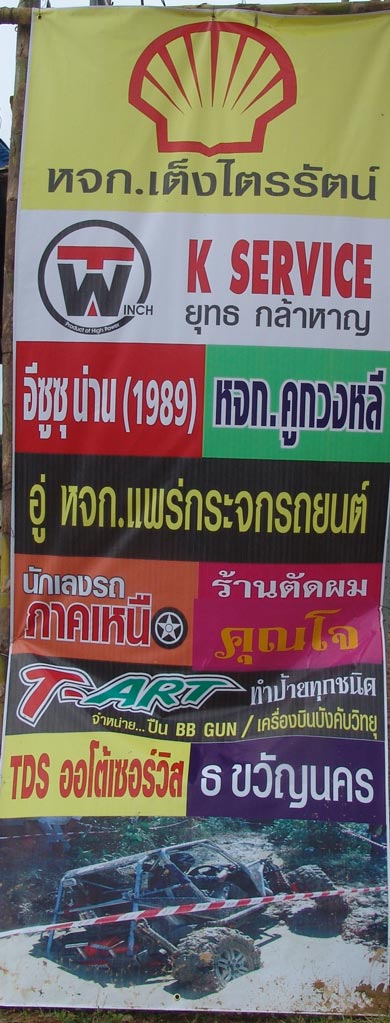 หจก.เต็งไตรรัตน์
TW INCH
Product of High Power
K SERVICE
ยุทธ กล้าหาญ
อีซูซุ น่าน (1989)
หจก.คูกวงหลี
อู่ หจก.แพร่กระจกรถยนต์
นักเลงรถ
ภาคเหนือ
ร้านตัดผม
คุณโจ
T-ART ทำป้ายทุกชนิด
จำหน่าย... ปืน BB GUN / เครื่องบินบังคับวิทยุ
TDS ออโต้เซอร์วิส
ธ ขวัญนคร